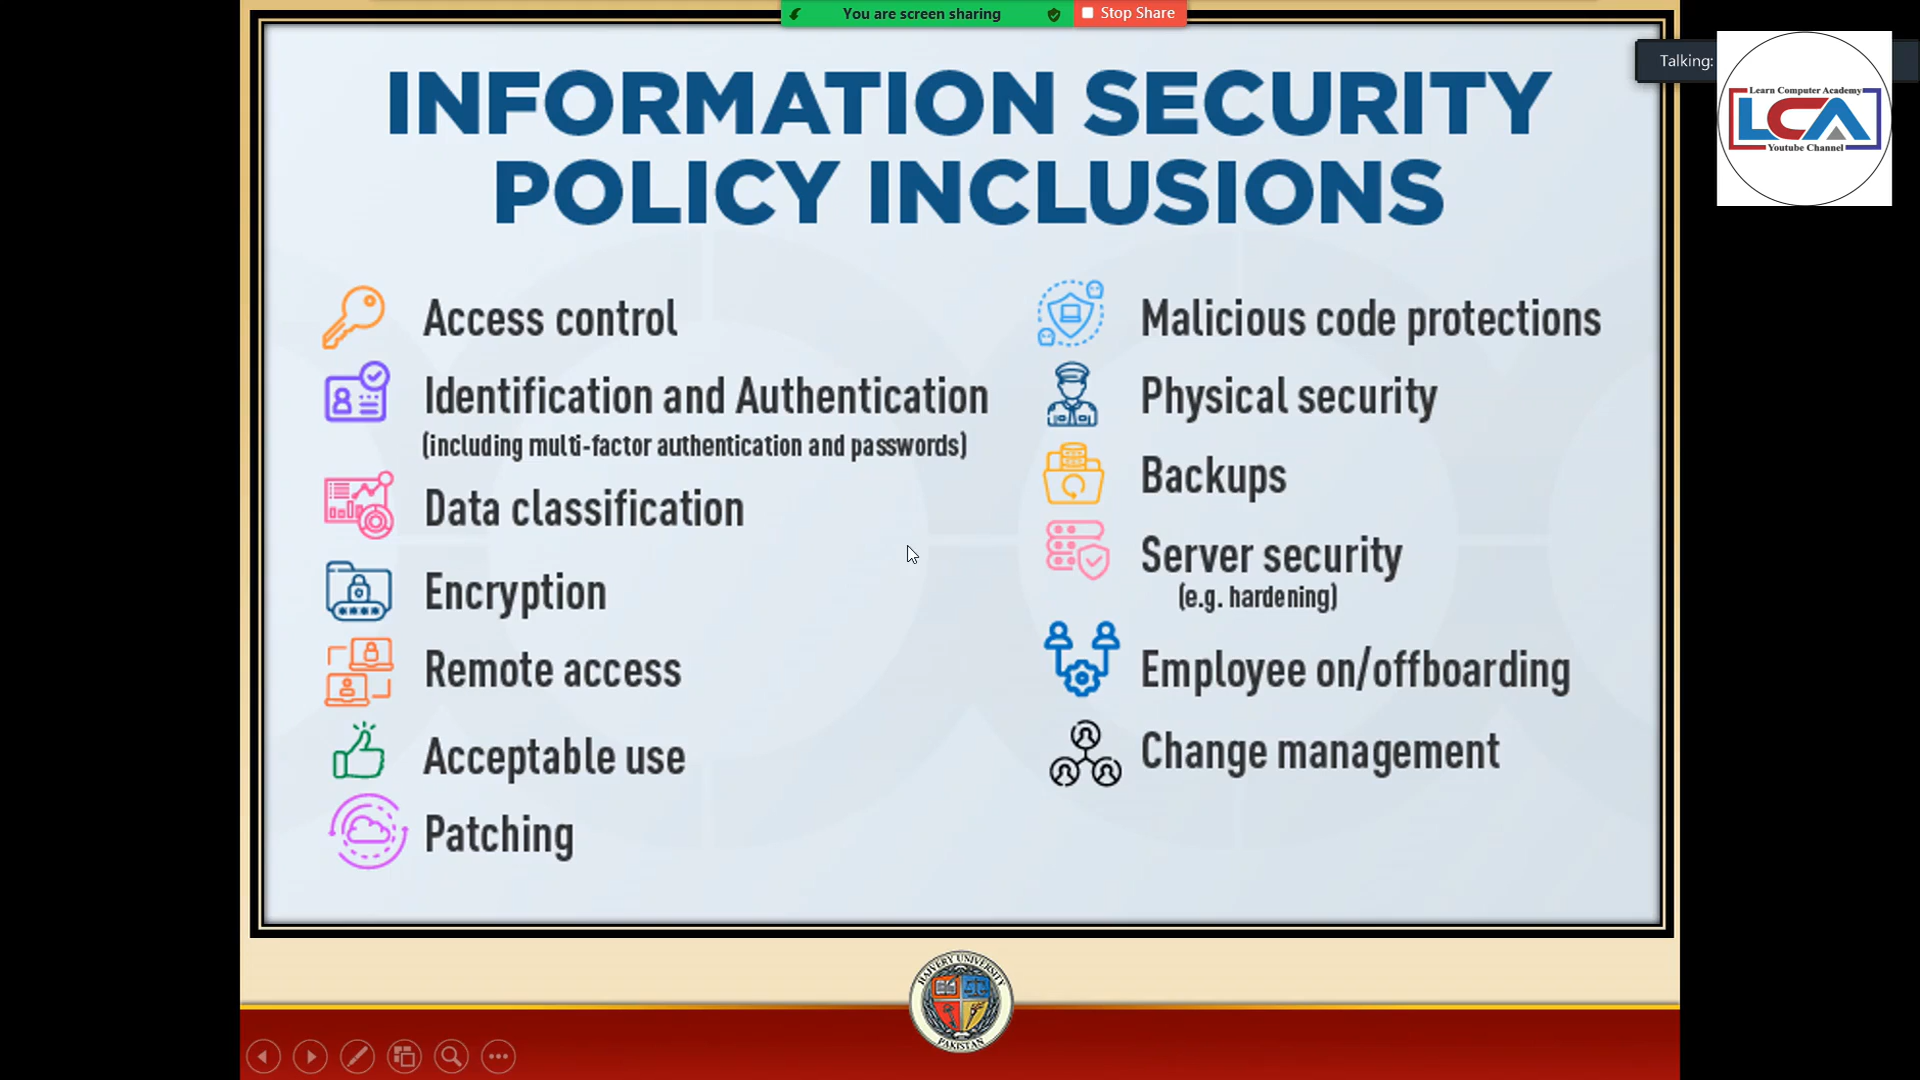 You are screen sharing
Stop Share
Talking:
Learn Computer Academy
LCA
Youtube Channel
INFORMATION SECURITY
POLICY INCLUSIONS
Access control
Identification and Authentication
(including multi-factor authentication and passwords)
Data classification
Encryption
Remote access
Acceptable use
Patching
Malicious code protections
Physical security
Backups
Server security
(e.g. hardening)
Employee on/offboarding
Change management
PAKISTAN